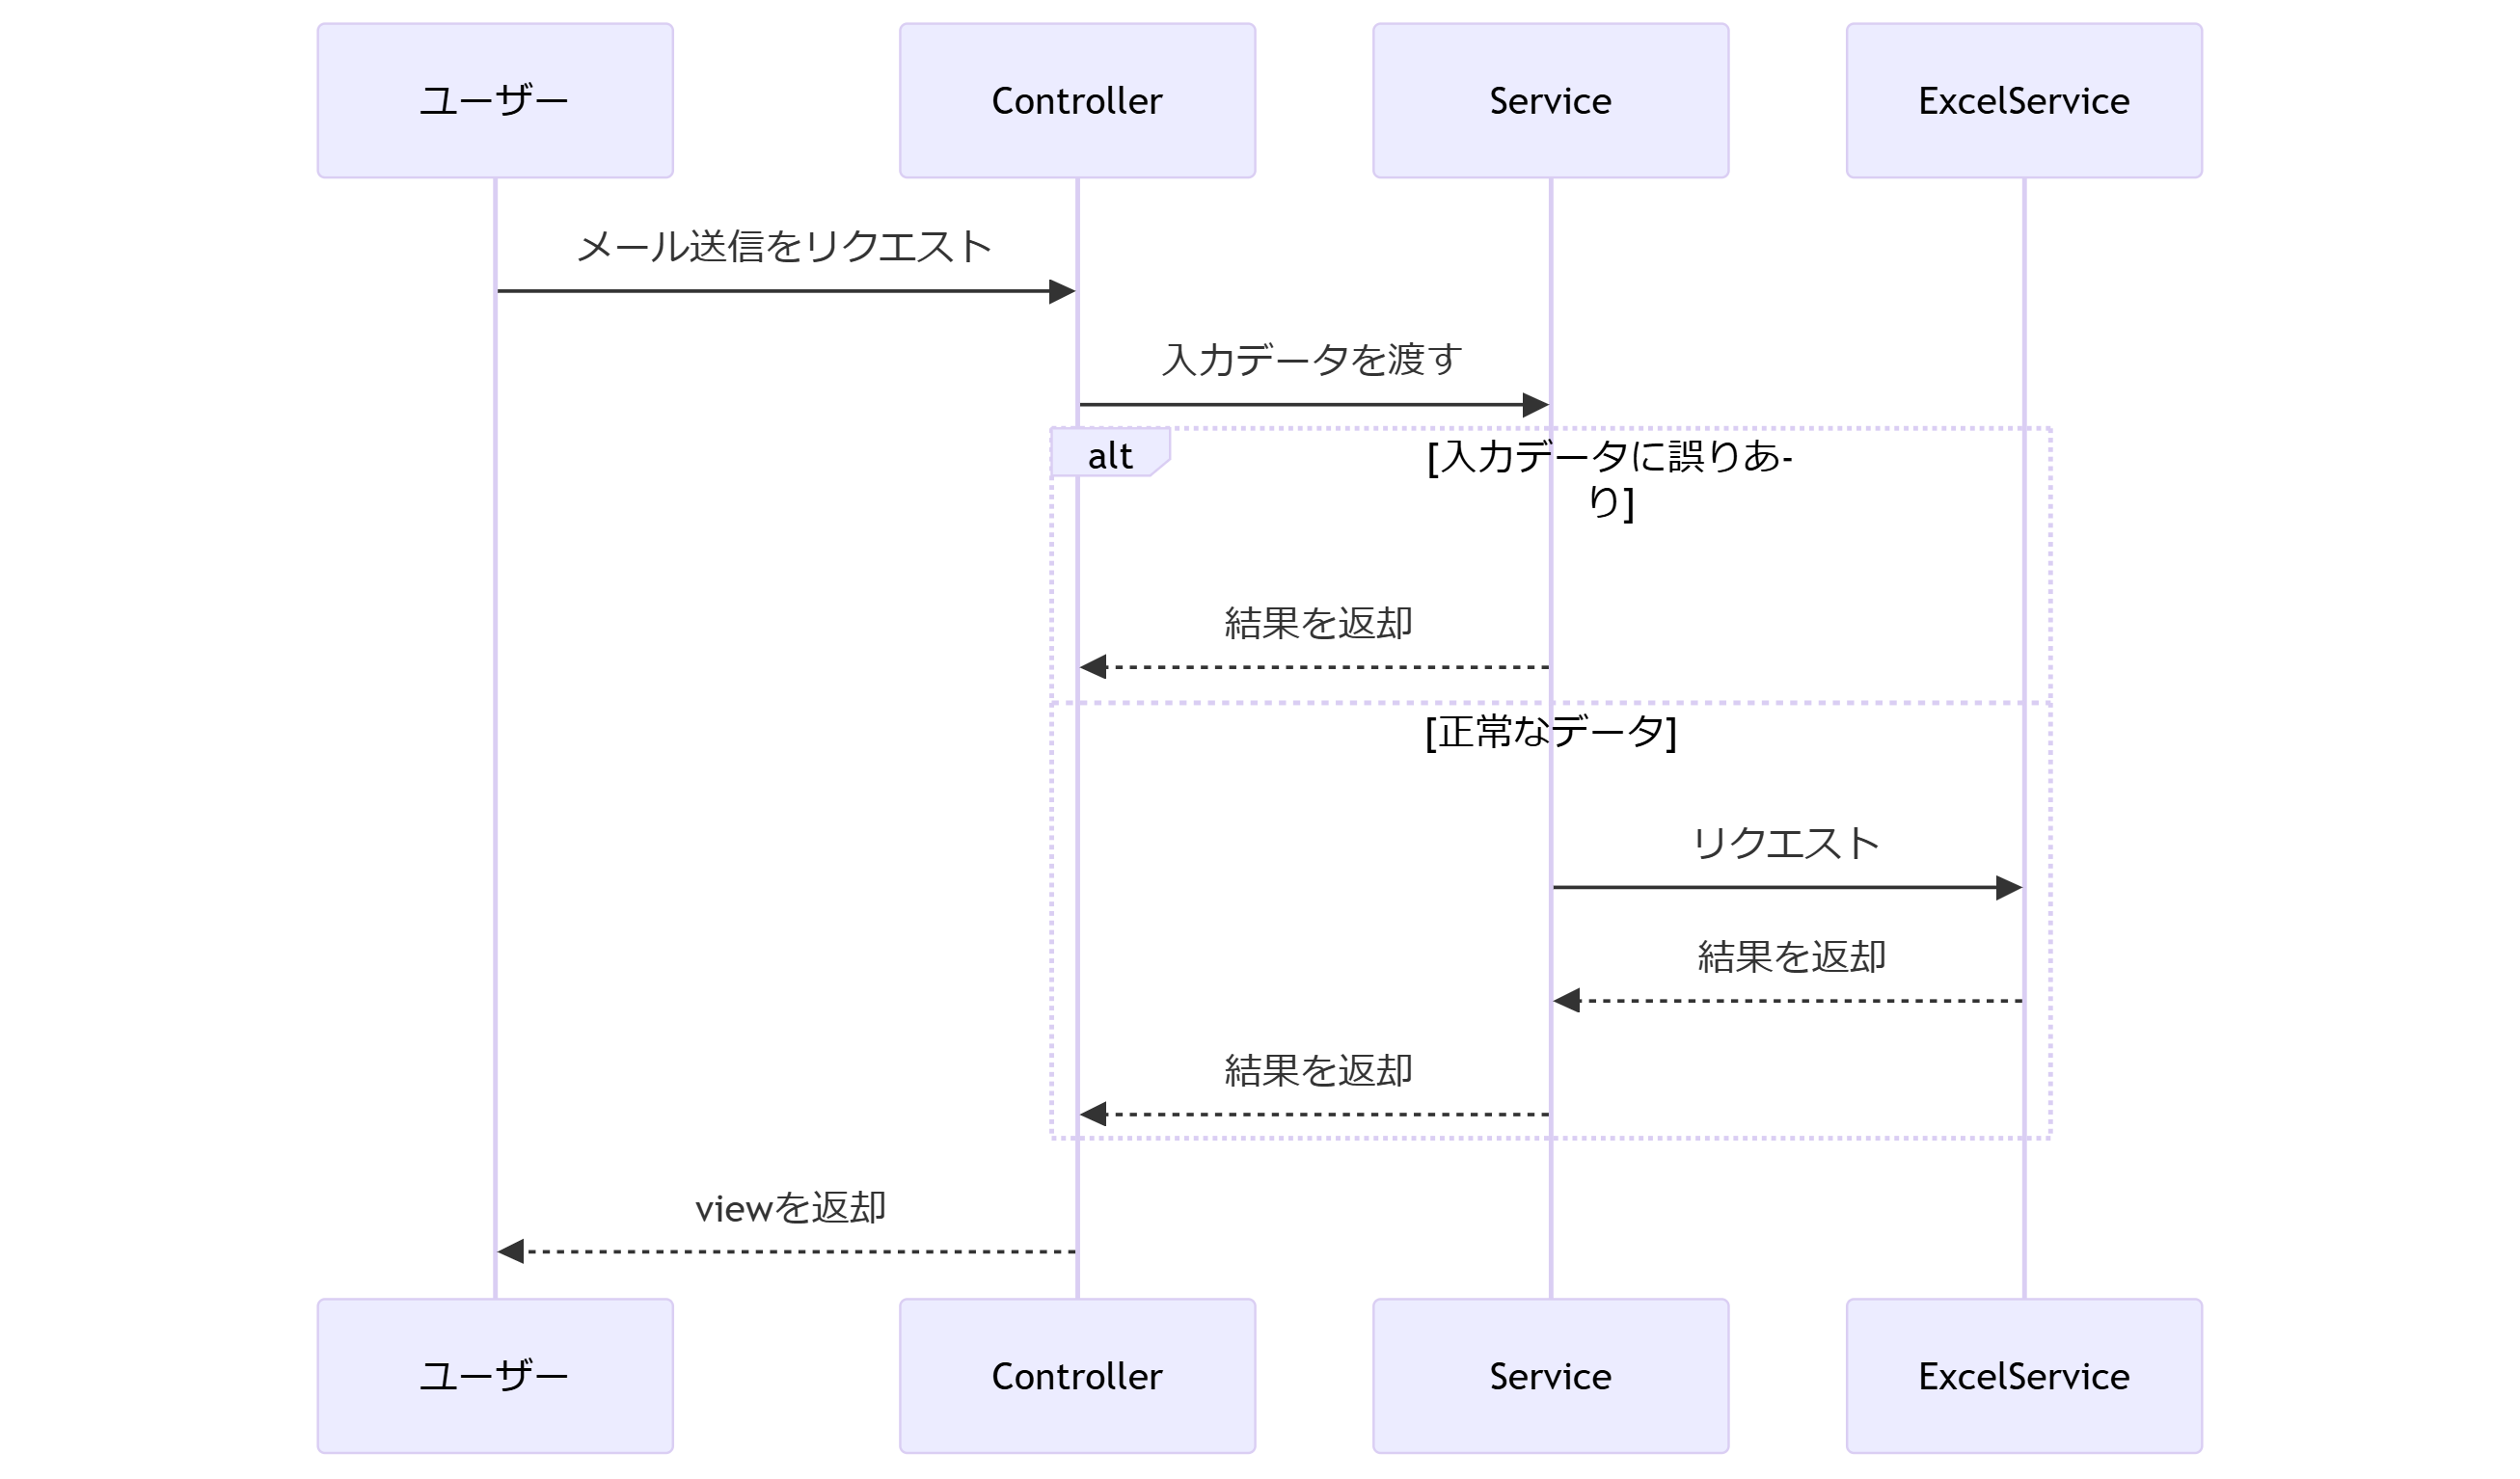 ユーザー
Controller
Service
ExcelService
メール送信をリクエスト
入力データを渡す
alt
[入力データに誤りあ-
り]
結果を返却
[正常なデータ]
リクエスト
結果を返却
結果を返却
viewを返却
ユーザー
Controller
Service
ExcelService